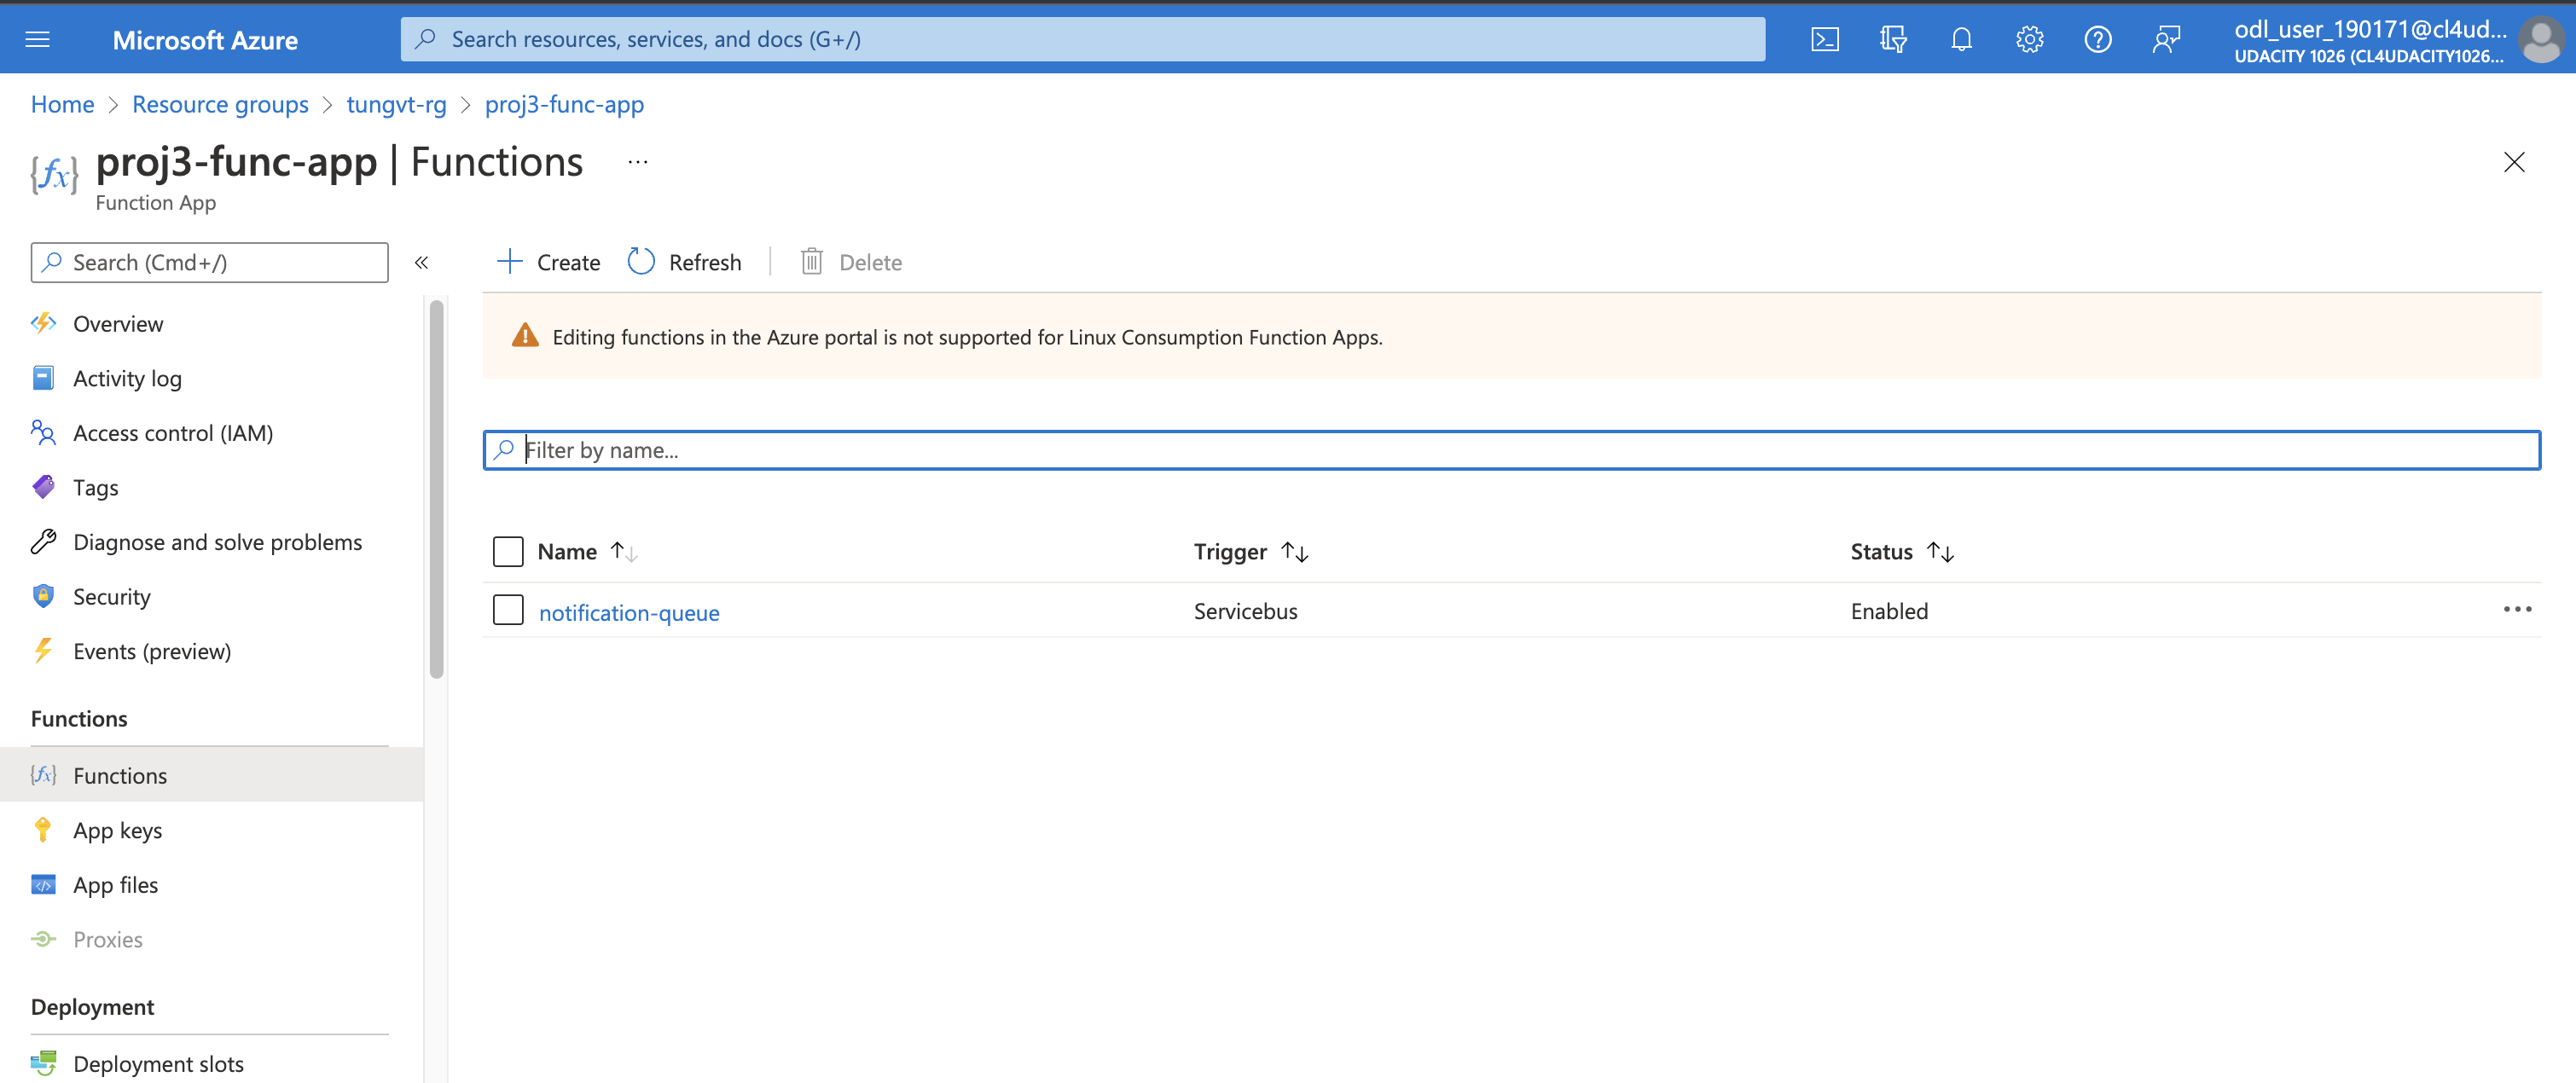 Microsoft Azure
Search resources, services, and docs (G+/)
odl_user_190171@cl4ud...
UDACITY 1026 (CL4UDACITY1026...
Home > Resource groups > tungvt-rg > proj3-func-app
{fx} proj3-func-app | Functions ...
Function App
Search (Cmd+/) «
Create Refresh Delete
Overview
Activity log
Access control (IAM)
Tags
Diagnose and solve problems
Security
Events (preview)
Functions
{fx} Functions
App keys
App files
Proxies
Deployment
Deployment slots
Editing functions in the Azure portal is not supported for Linux Consumption Function Apps.
Filter by name...
Name ↑↓ Trigger ↑↓ Status ↑↓
notification-queue Servicebus Enabled ...